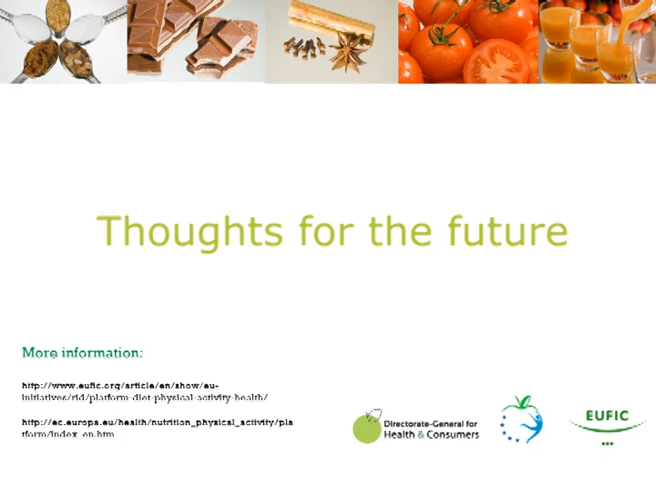 Thoughts for the future
More information:
http://www.eufic.org/article/en/show/eu-
initiatives/rid/platform-diet-physical-activity-health/
http://ec.europa.eu/health/nutrition_physical_activity/pla
tform/index_en.htm
Directorate-General for
Health & Consumers
EUFIC